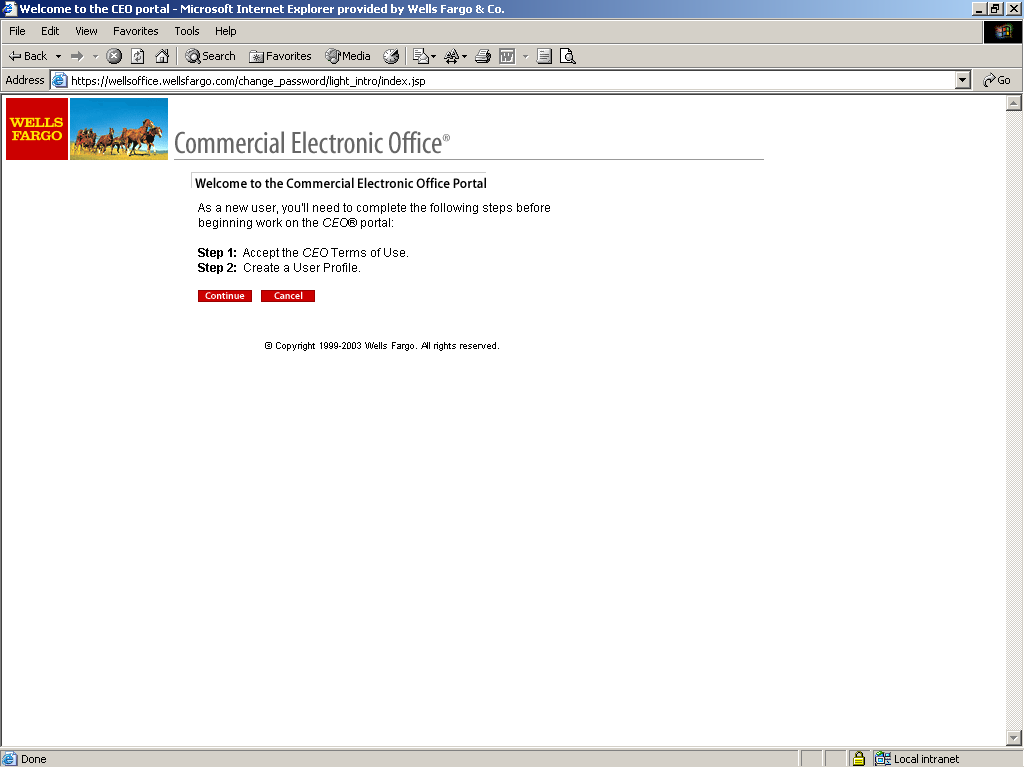 Welcome to the CEO portal - Microsoft Internet Explorer provided by Wells Fargo & Co.
File Edit View Favorites Tools Help
Back Search Favorites Media
Address https://wellsoffice.wellsfargo.com/change_password/light_intro/index.jsp Go
WELLS
FARGO
Commercial Electronic Office®
Welcome to the Commercial Electronic Office Portal
As a new user, you'll need to complete the following steps before
beginning work on the CEO® portal:
Step 1: Accept the CEO Terms of Use.
Step 2: Create a User Profile.
Continue Cancel
© Copyright 1999-2003 Wells Fargo. All rights reserved.
Done Local intranet